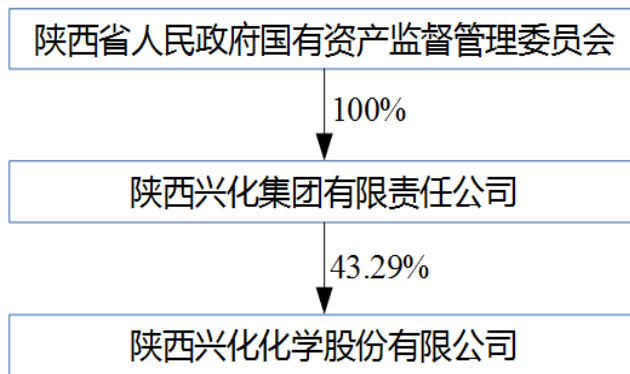 陕西省人民政府国有资产监督管理委员会
100%
陕西兴化集团有限责任公司
43.29%
陕西兴化化学股份有限公司